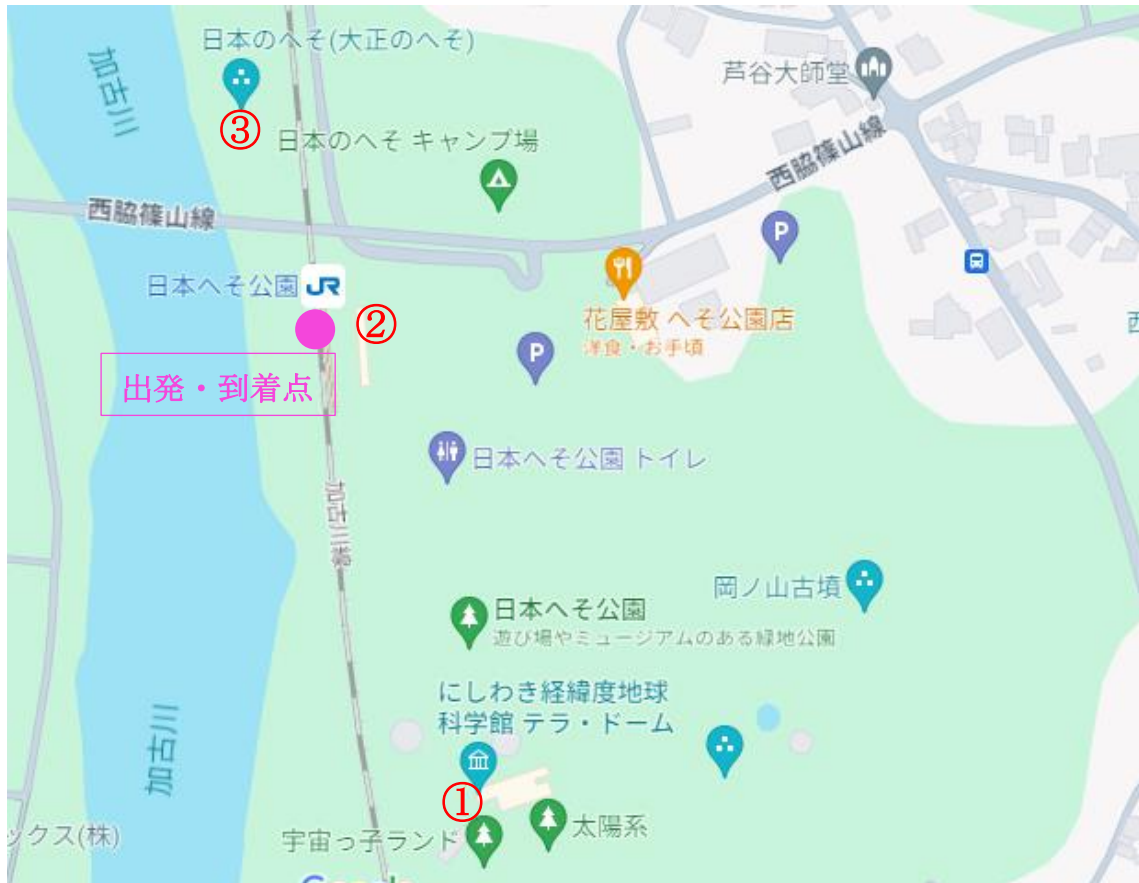 日本のへそ(大正のへそ)
加古川
③
芦谷大師堂
日本のへそ キャンプ場
西脇篠山線
西脇篠山線
P
日本へそ公園 JR
②
花屋敷 へそ公園店
洋食・お手頃
西
P
出発・到着点
日本へそ公園 トイレ
加古川線
岡ノ山古墳
日本へそ公園
遊び場やミュージアムのある緑地公園
にしわき経緯度地球
科学館 テラ・ドーム
加古川
①
太陽系
ックス(株)
宇宙っ子ランド
Google